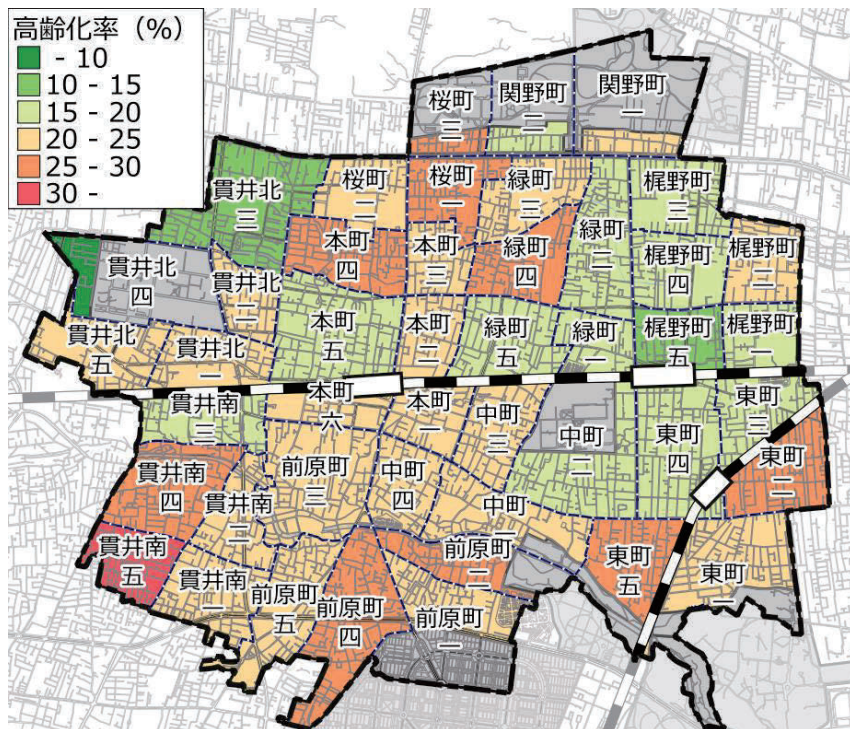 高齢化率（%）
- 10
10 - 15
15 - 20
20 - 25
25 - 30
30 -
桜町
三
関野町
二
関野町
一
貫井北
三
桜町
二
桜町
一
緑町
三
梶野町
三
本町
四
本町
三
緑町
四
緑町
二
梶野町
四
梶野町
二
貫井北
四
貫井北
二
本町
五
本町
二
緑町
五
緑町
一
梶野町
五
梶野町
一
貫井北
五
貫井北
一
貫井南
三
本町
六
本町
一
中町
三
中町
二
東町
四
東町
三
貫井南
四
貫井南
二
前原町
三
中町
四
中町
一
東町
二
貫井南
五
貫井南
一
前原町
五
前原町
四
前原町
二
前原町
一
東町
五
東町
一